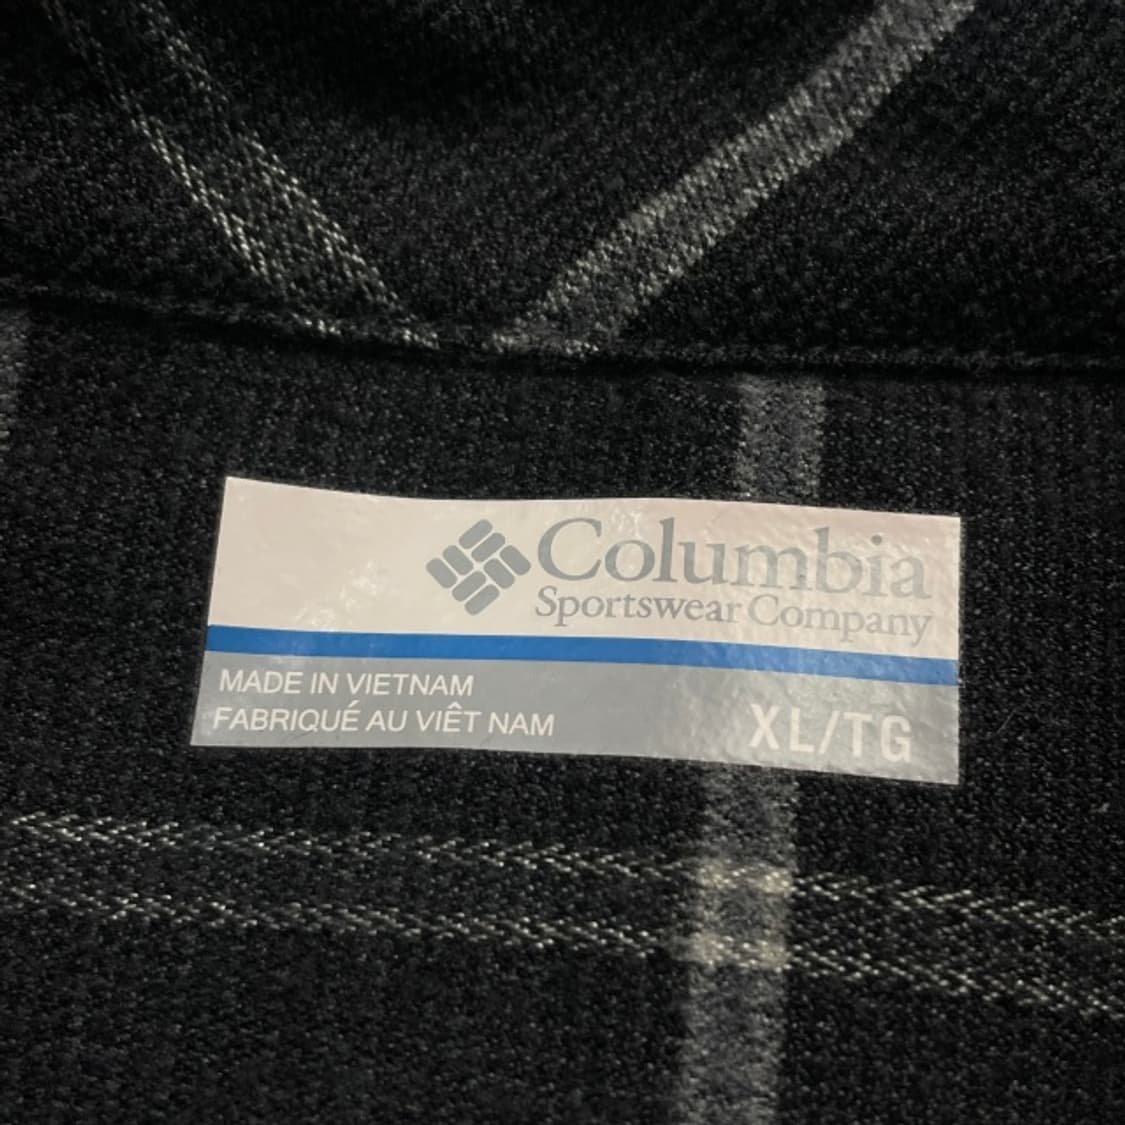 Columbia
Sportswear Company
MADE IN VIETNAM
FABRIQUÉ AU VIÊT NAM
XL/TG